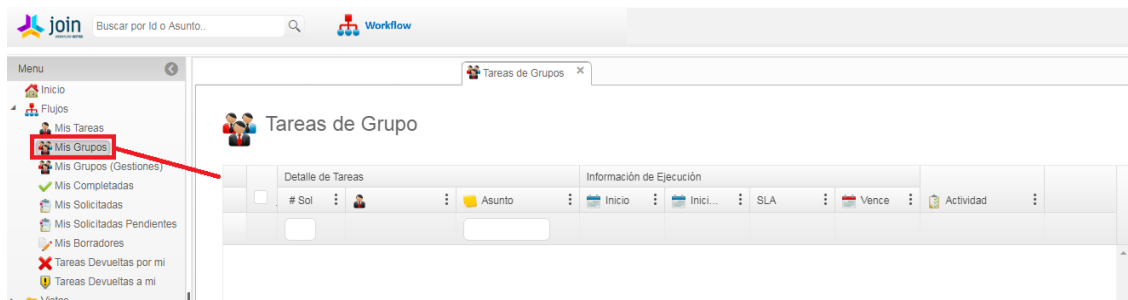 join Buscar por Id o Asunto.. Workflow
Menu
Tareas de Grupos
Inicio
Flujos
Mis Tareas
Mis Grupos
Mis Grupos (Gestiones)
Mis Completadas
Mis Solicitadas
Mis Solicitadas Pendientes
Mis Borradores
Tareas Devueltas por mi
Tareas Devueltas a mi
Vistas
Tareas de Grupo
Detalle de Tareas Información de Ejecución
# Sol Asunto Inicio Inici... SLA Vence Actividad